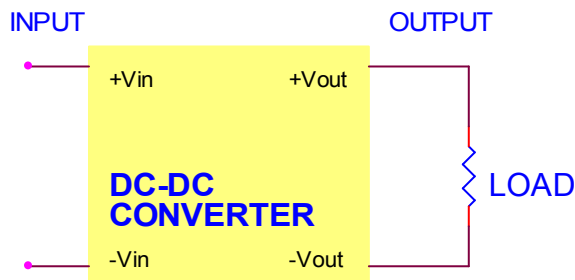 INPUT
OUTPUT
+Vin
+Vout
DC-DC
CONVERTER
LOAD
-Vin
-Vout